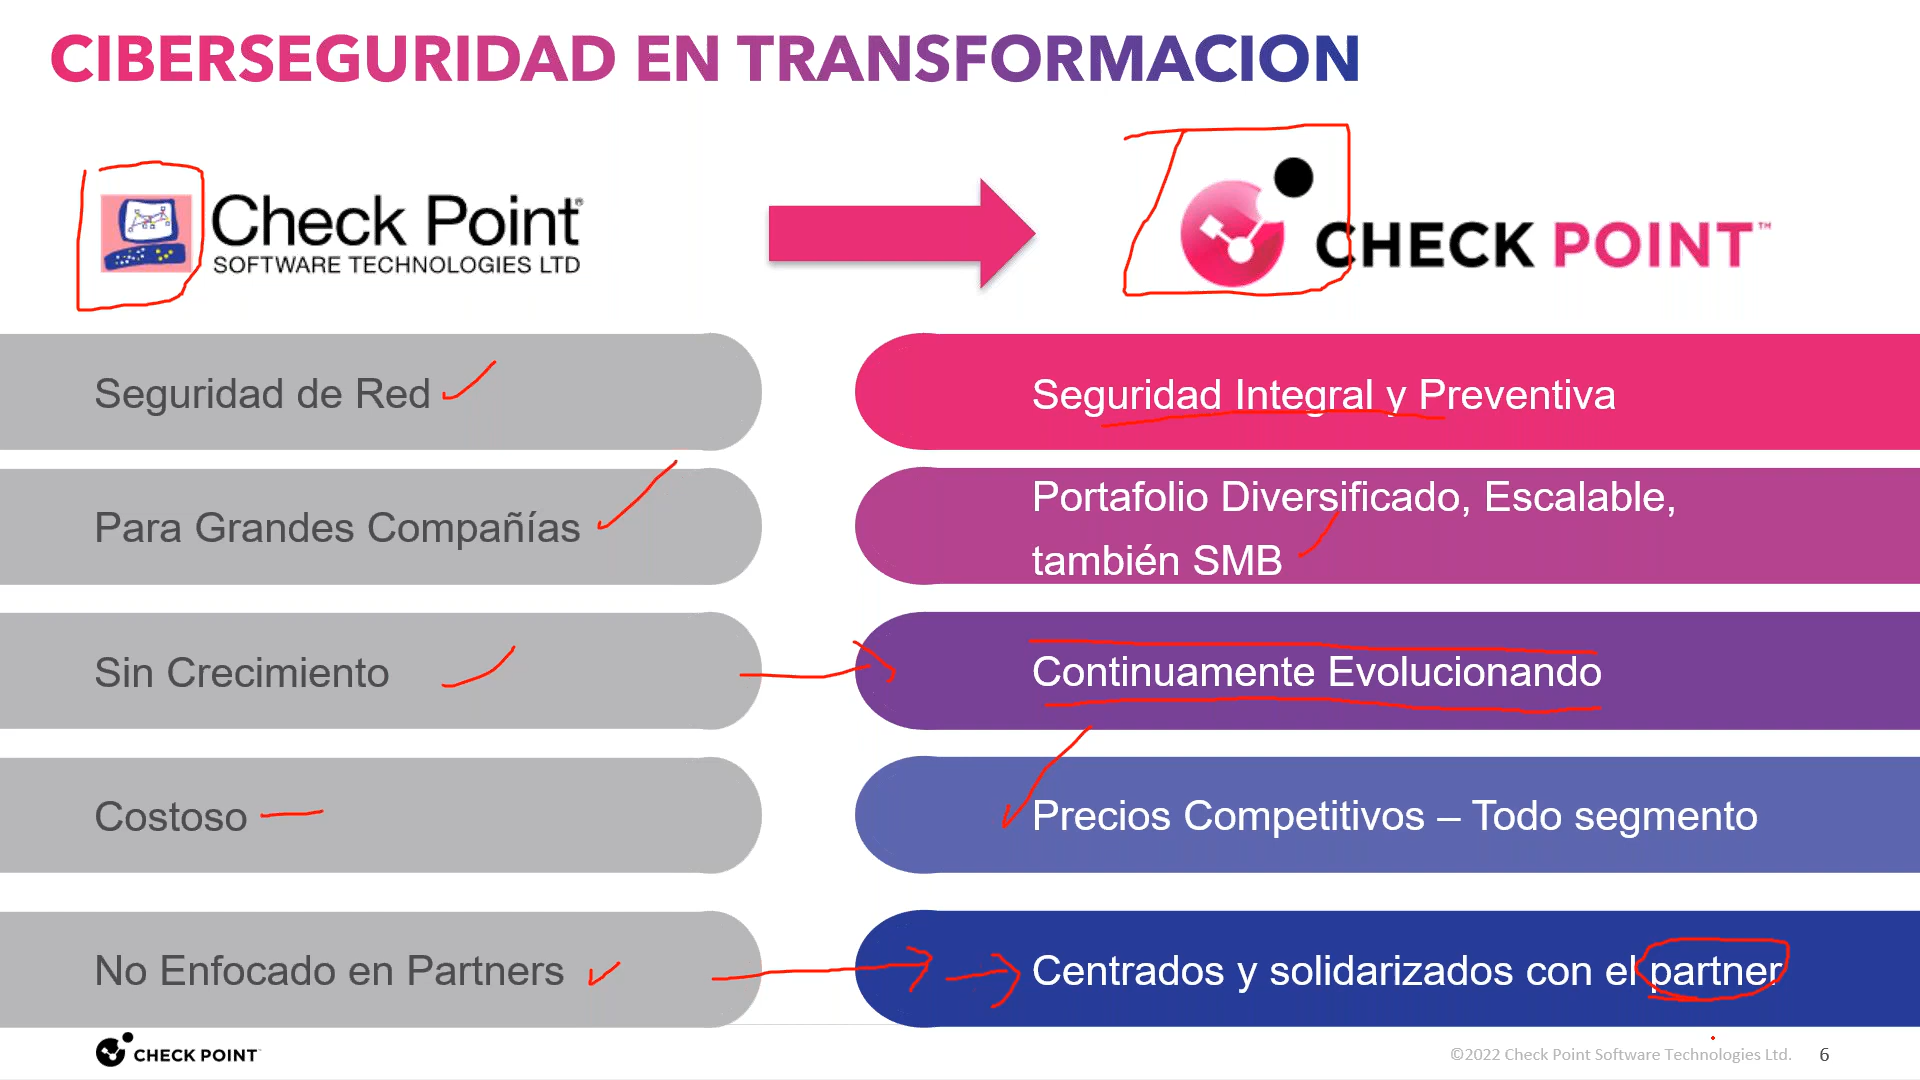 CIBERSEGURIDAD EN TRANSFORMACION
Check Point®
SOFTWARE TECHNOLOGIES LTD
CHECK POINT™
Seguridad de Red
Seguridad Integral y Preventiva
Para Grandes Compañías
Portafolio Diversificado, Escalable,
también SMB
Sin Crecimiento
Continuamente Evolucionando
Costoso
Precios Competitivos – Todo segmento
No Enfocado en Partners
Centrados y solidarizados con el partner
CHECK POINT™
©2022 Check Point Software Technologies Ltd.
6